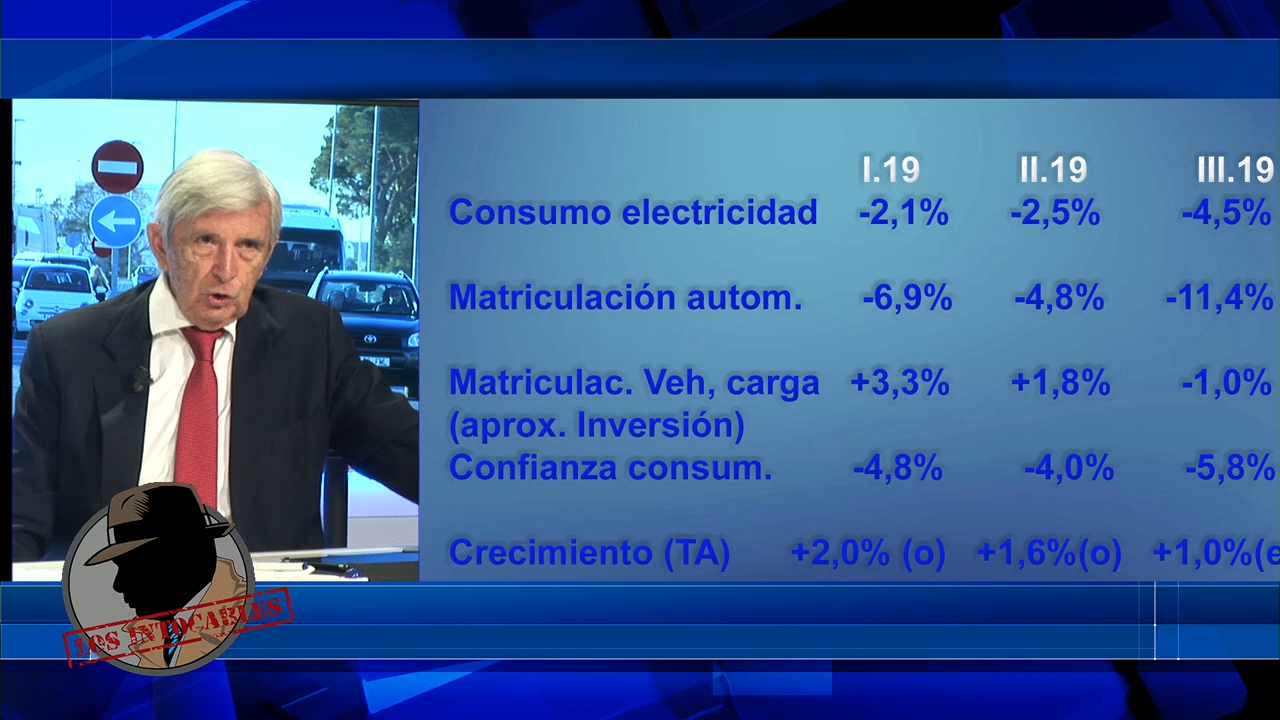 I.19 II.19 III.19
Consumo electricidad -2,1% -2,5% -4,5%
Matriculación autom. -6,9% -4,8% -11,4%
Matriculac. Veh, carga +3,3% +1,8% -1,0%
(aprox. Inversión)
Confianza consum. -4,8% -4,0% -5,8%
Crecimiento (TA) +2,0% (o) +1,6%(o) +1,0%(e
LOS INTOCABLES